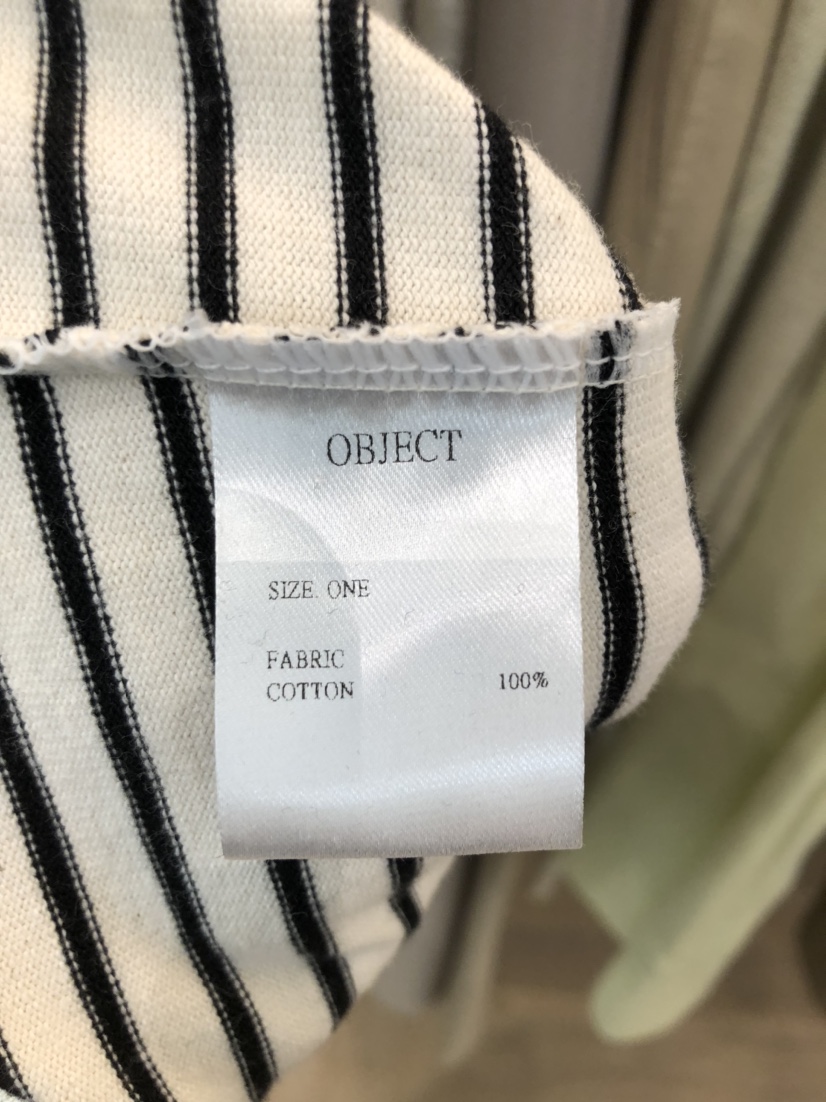 OBJECT
SIZE. ONE
FABRIC
COTTON 100%